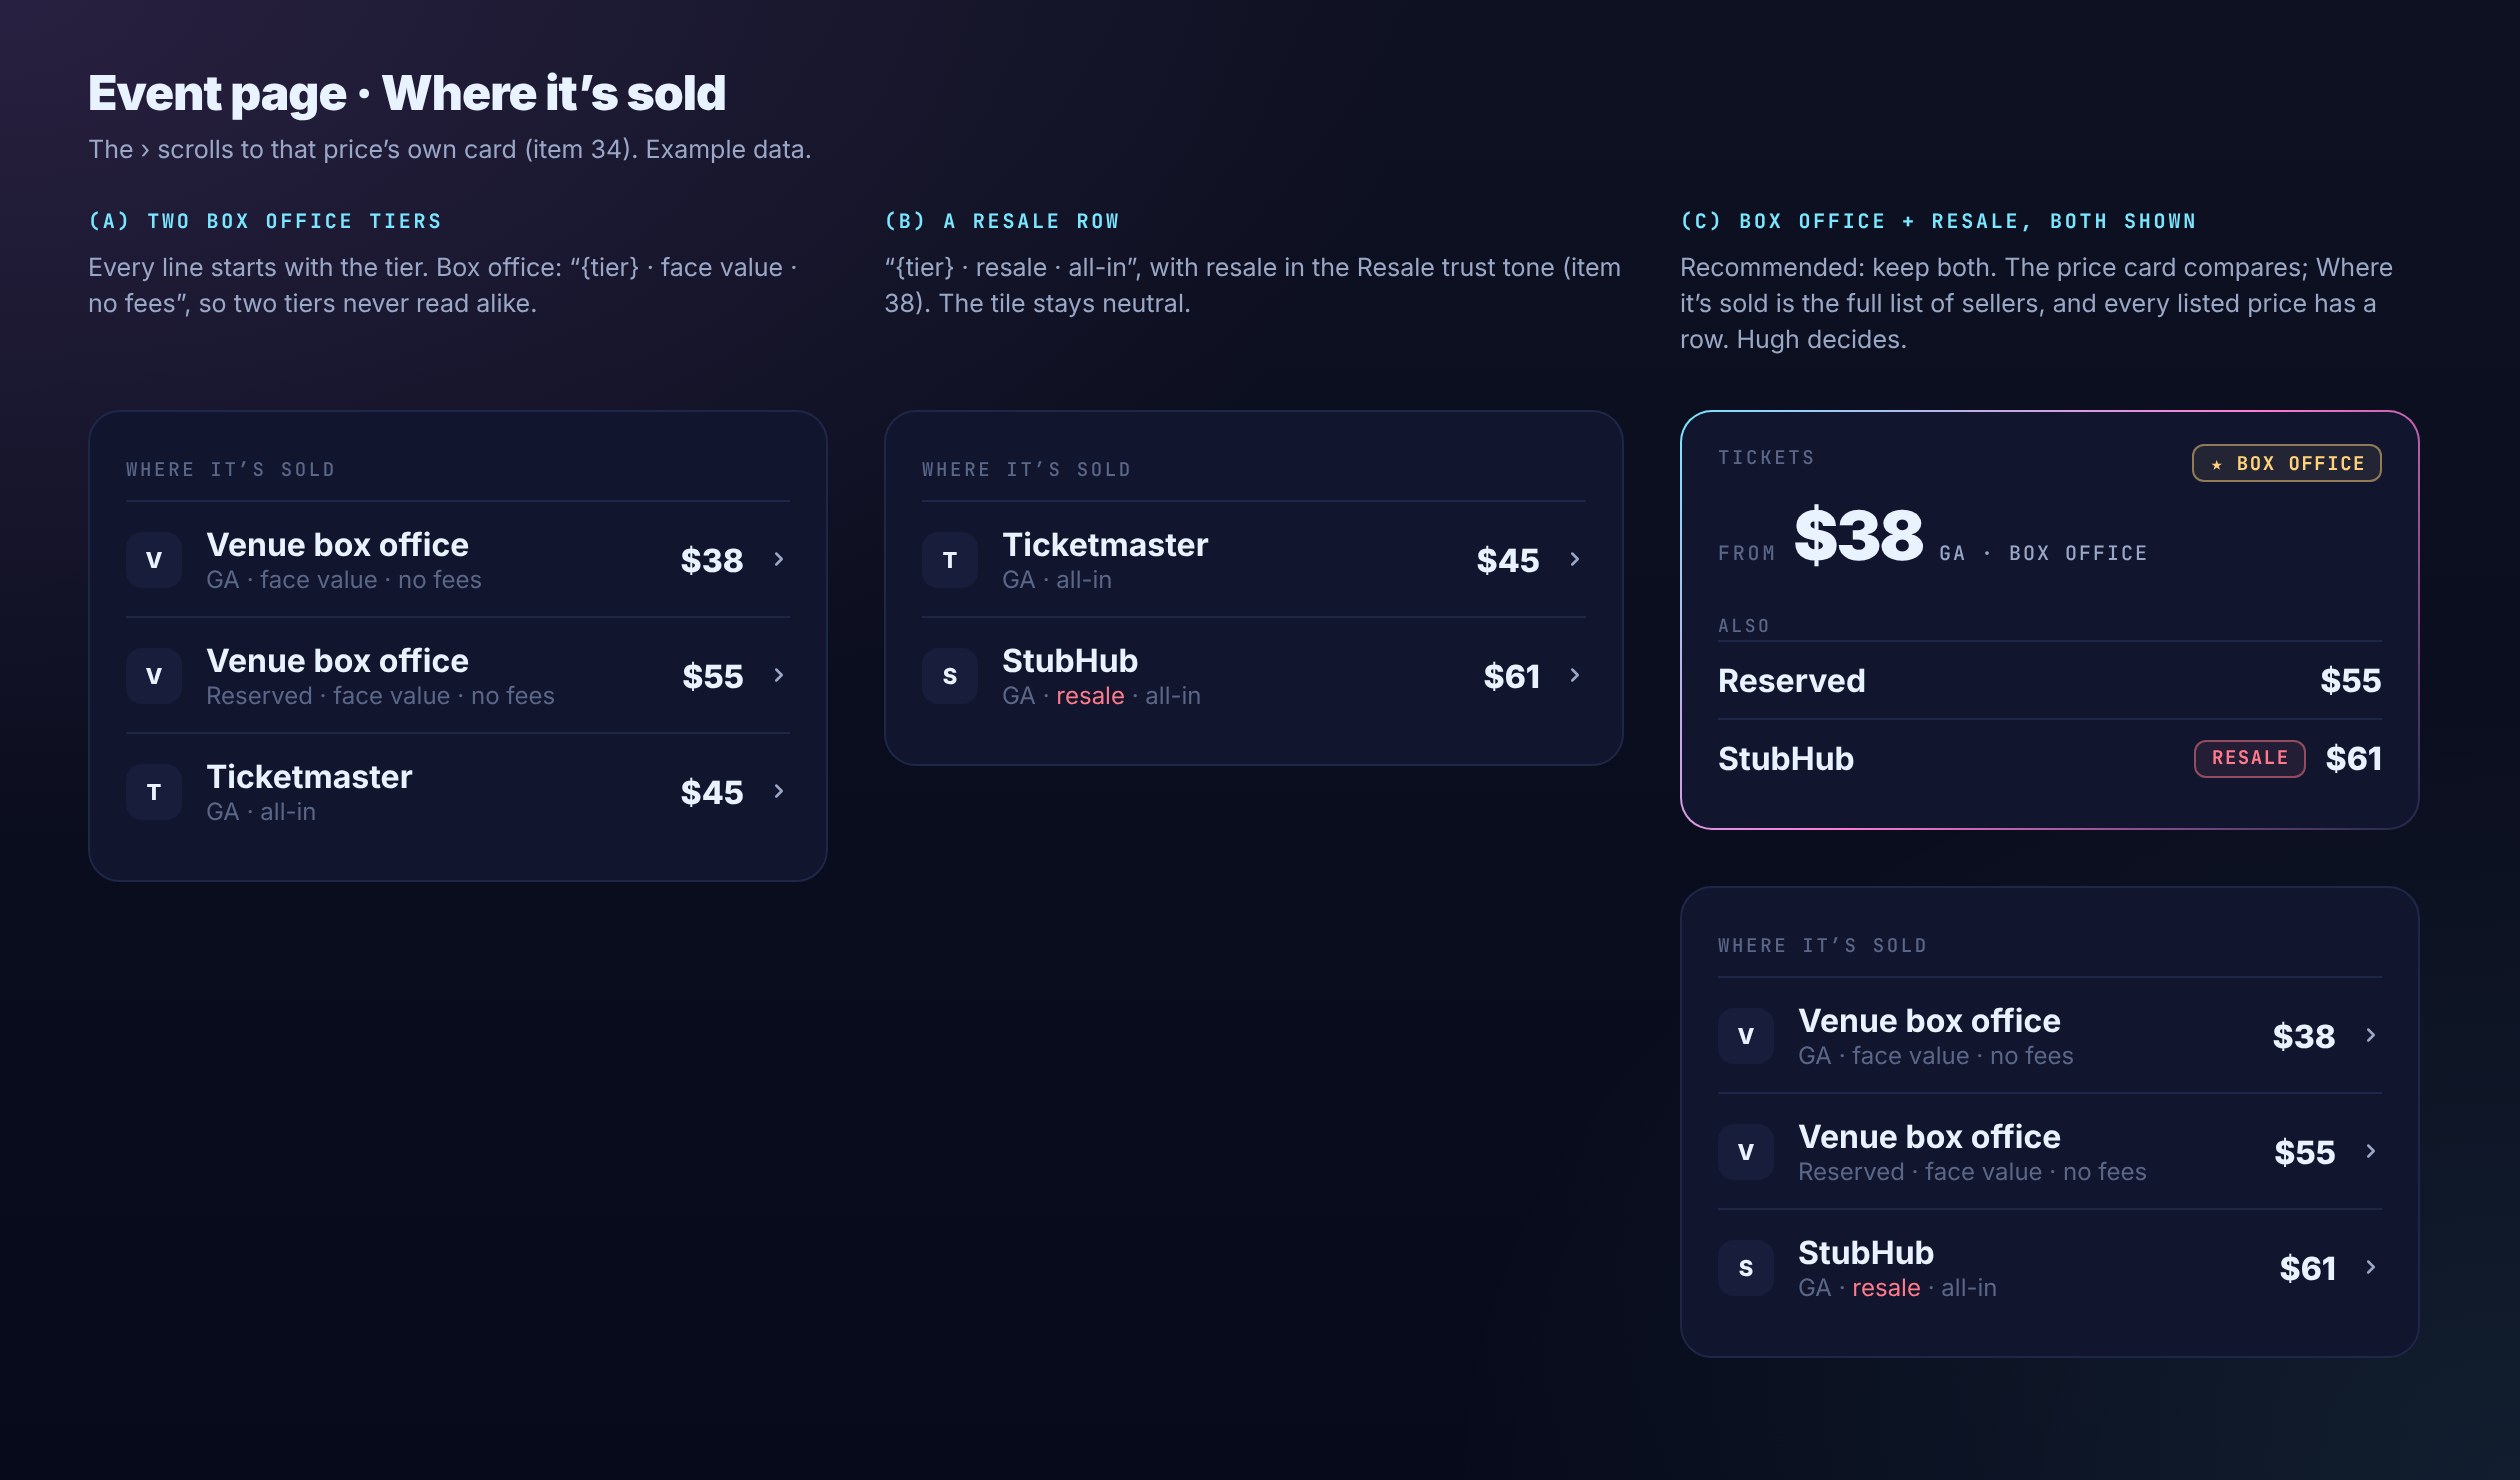 Event page · Where it’s sold
The › scrolls to that price’s own card (item 34). Example data.
(A) TWO BOX OFFICE TIERS
Every line starts with the tier. Box office: “{tier} · face value ·
no fees”, so two tiers never read alike.
WHERE IT’S SOLD
V
Venue box office
GA · face value · no fees
$38 ›
V
Venue box office
Reserved · face value · no fees
$55 ›
T
Ticketmaster
GA · all-in
$45 ›
(B) A RESALE ROW
“{tier} · resale · all-in”, with resale in the Resale trust tone (item
38). The tile stays neutral.
WHERE IT’S SOLD
T
Ticketmaster
GA · all-in
$45 ›
S
StubHub
GA · resale · all-in
$61 ›
(C) BOX OFFICE + RESALE, BOTH SHOWN
Recommended: keep both. The price card compares; Where
it’s sold is the full list of sellers, and every listed price has a
row. Hugh decides.
TICKETS
★ BOX OFFICE
FROM $38 GA · BOX OFFICE
ALSO
Reserved $55
StubHub RESALE $61
WHERE IT’S SOLD
V
Venue box office
GA · face value · no fees
$38 ›
V
Venue box office
Reserved · face value · no fees
$55 ›
S
StubHub
GA · resale · all-in
$61 ›